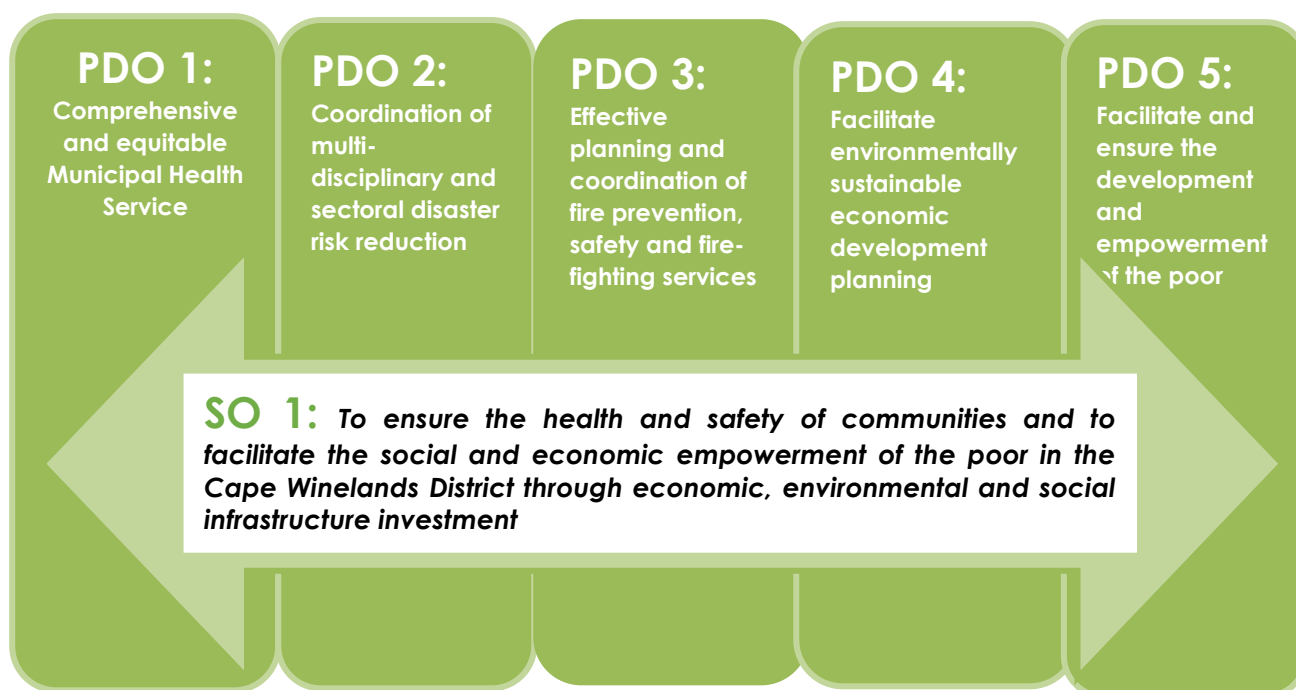 PDO 1:
Comprehensive
and equitable
Municipal Health
Service
PDO 2:
Coordination of
multi-
disciplinary and
sectoral disaster
risk reduction
PDO 3:
Effective
planning and
coordination of
fire prevention,
safety and fire-
fighting services
PDO 4:
Facilitate
environmentally
sustainable
economic
development
planning
PDO 5:
Facilitate and
ensure the
development
and
empowerment
of the poor
SO 1: To ensure the health and safety of communities and to
facilitate the social and economic empowerment of the poor in the
Cape Winelands District through economic, environmental and social
infrastructure investment